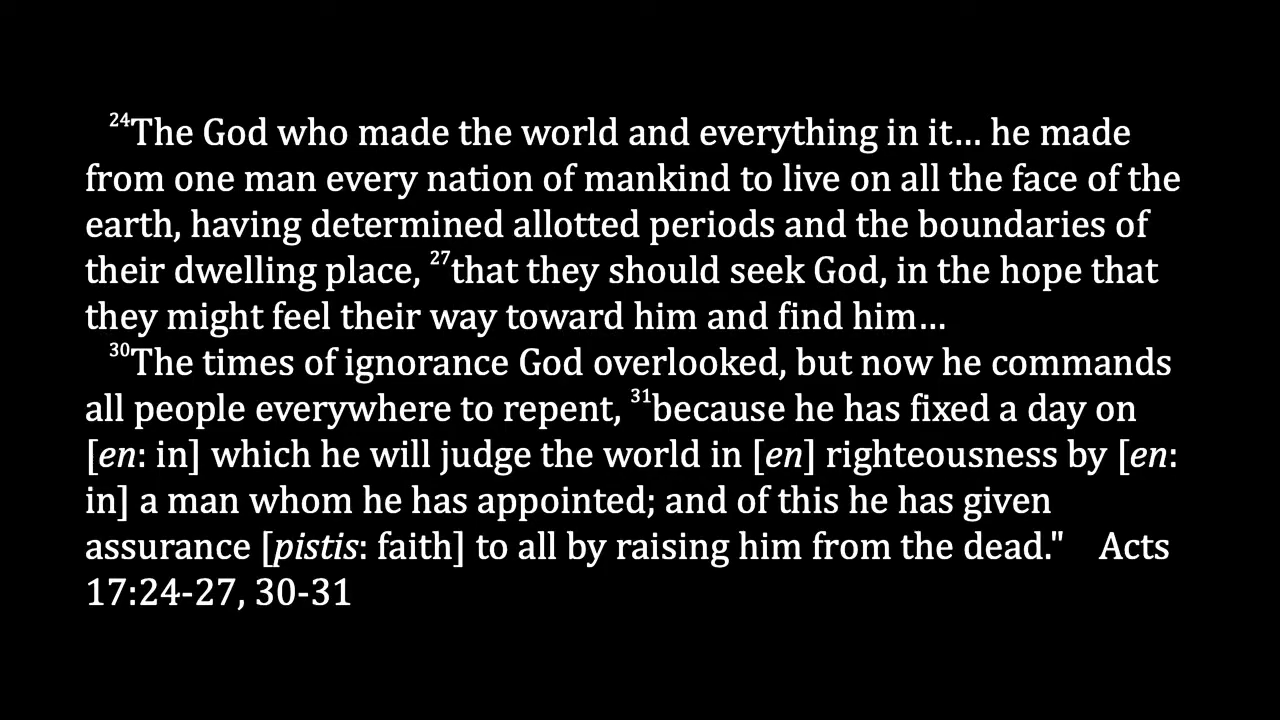 ²⁴The God who made the world and everything in it... he made
from one man every nation of mankind to live on all the face of the
earth, having determined allotted periods and the boundaries of
their dwelling place, ²⁷that they should seek God, in the hope that
they might feel their way toward him and find him...
³⁰The times of ignorance God overlooked, but now he commands
all people everywhere to repent, ³¹because he has fixed a day on
[en: in] which he will judge the world in [en] righteousness by [en:
in] a man whom he has appointed; and of this he has given
assurance [pistis: faith] to all by raising him from the dead." Acts
17:24-27, 30-31